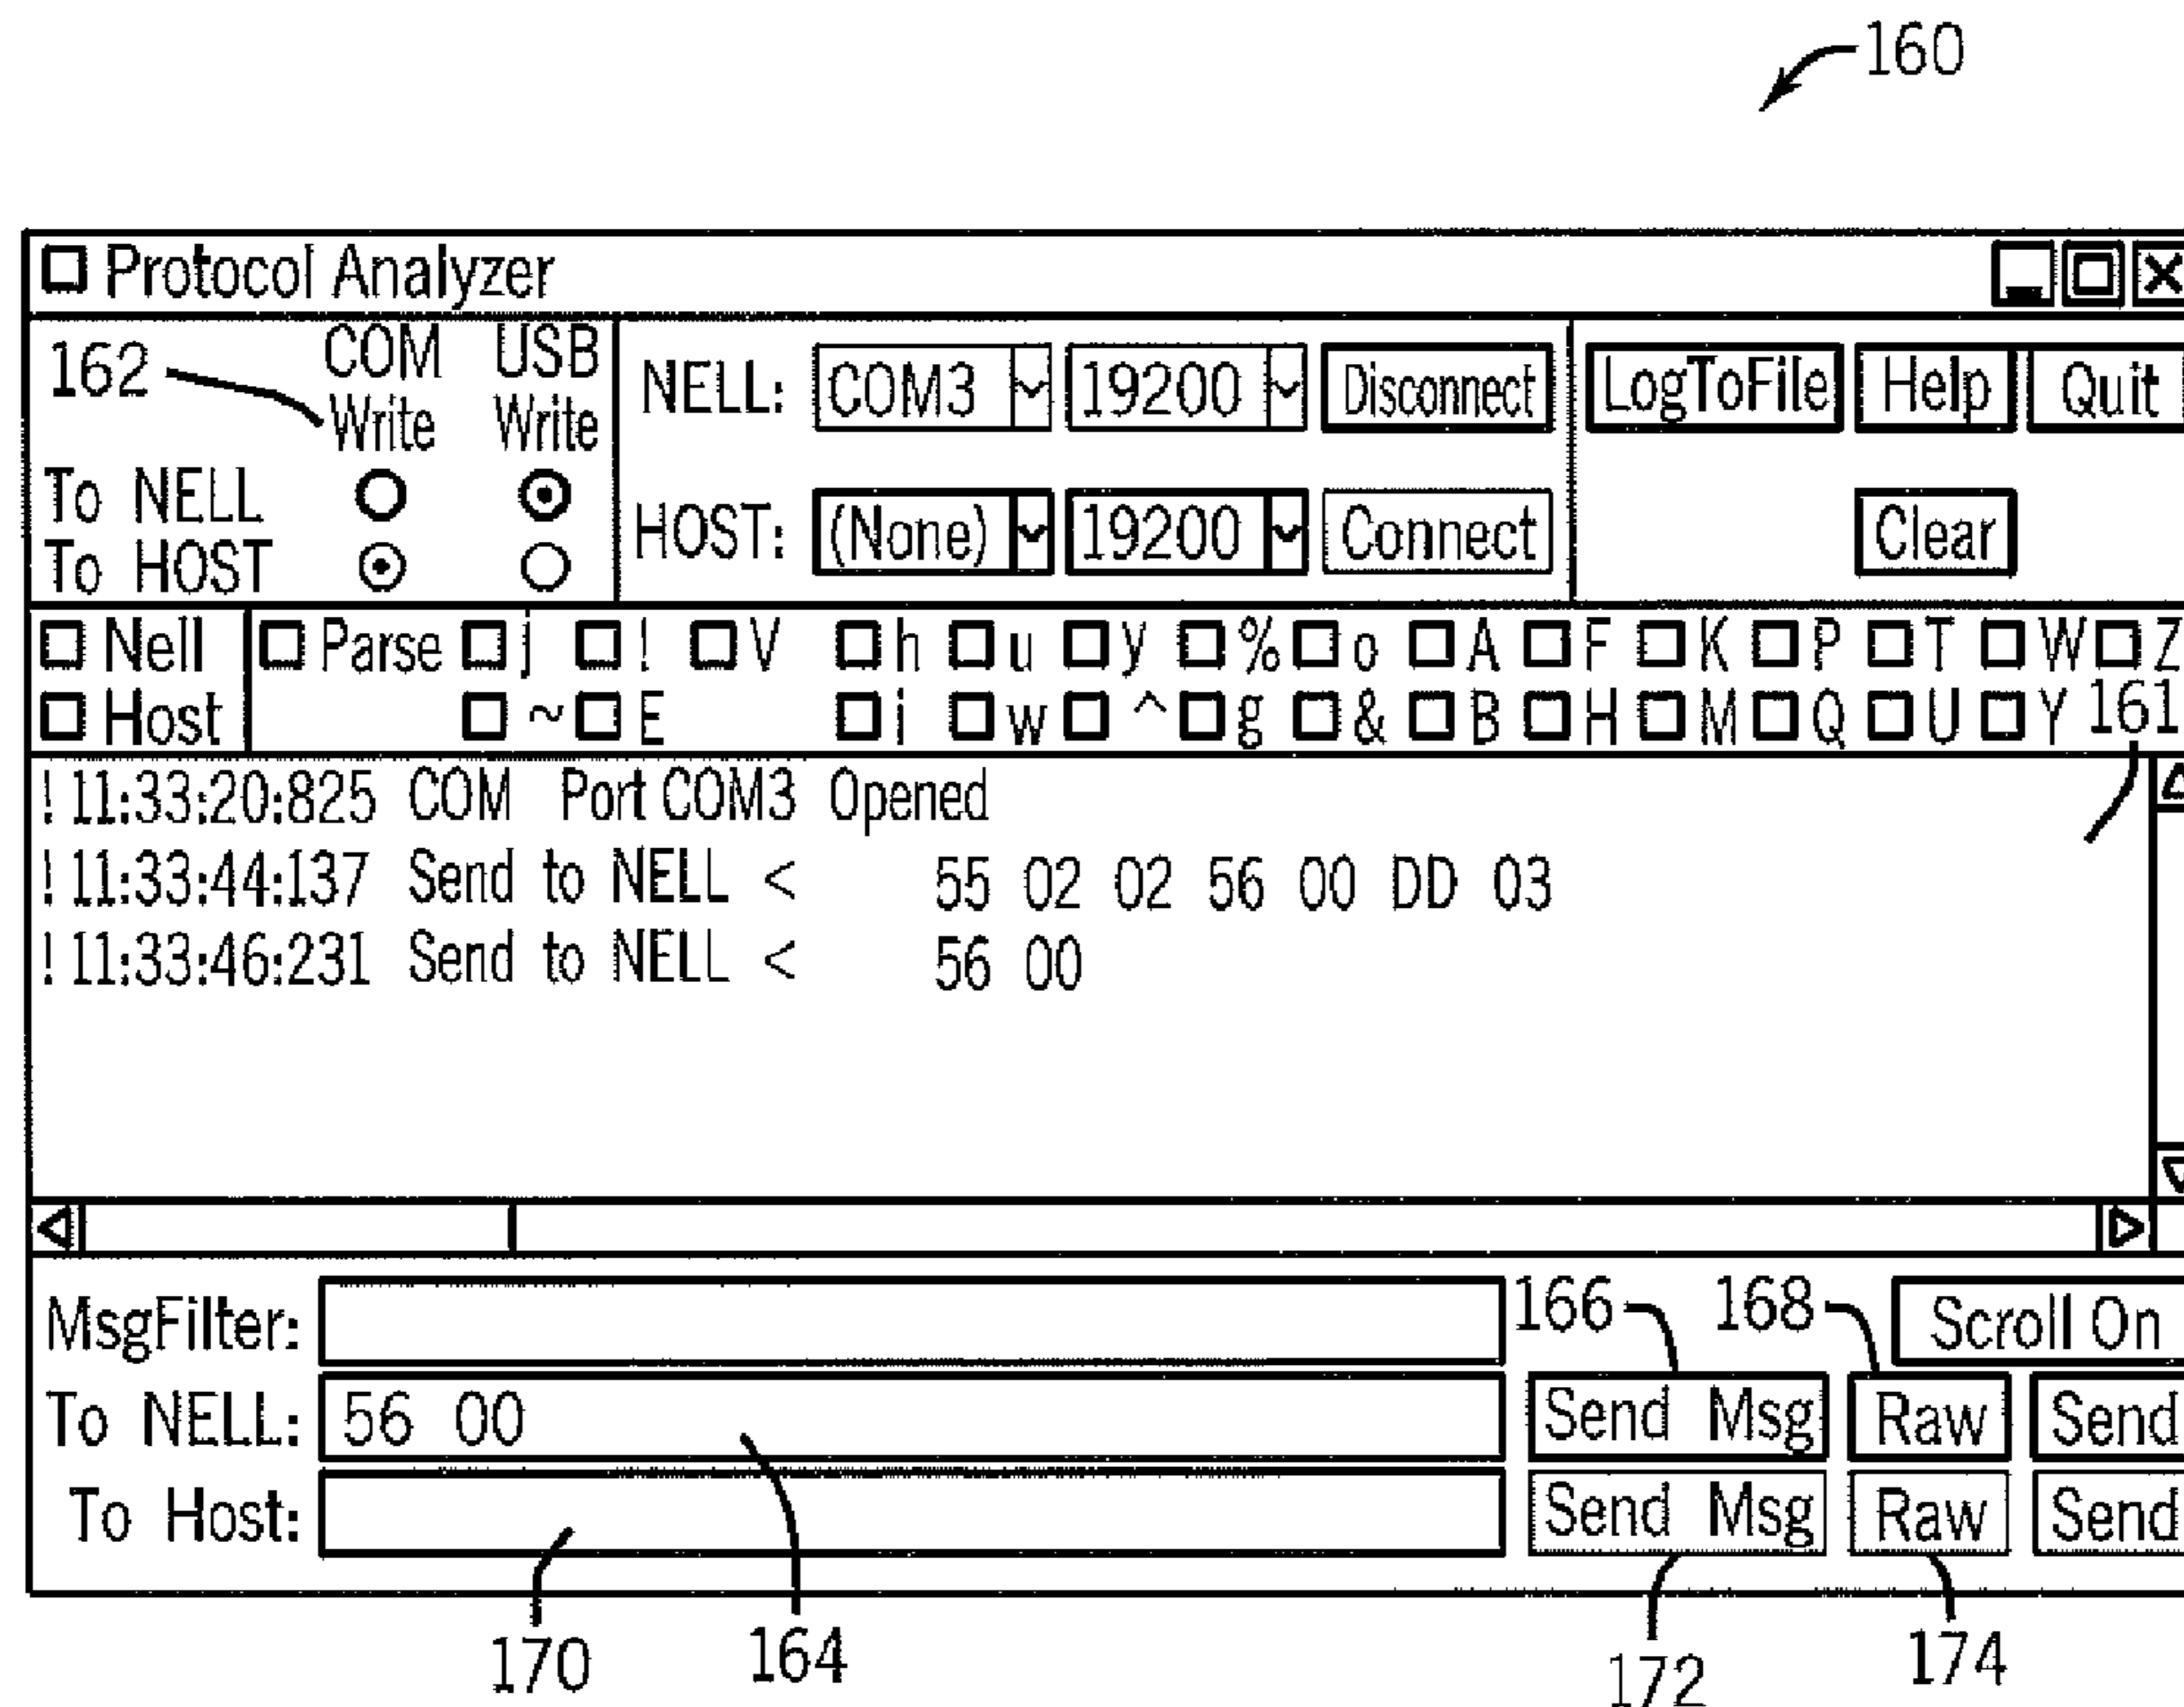 160
Protocol Analyzer
162 COM USB NELL: COM3 19200 Disconnect LogToFile Help Quit
Write Write
To NELL
HOST: (None) 19200 Connect Clear
To HOST
Nell Parse j ! V h u y % o A F K P T W Z
Host ~ E i w ^ g & B H M Q U Y 161
! 11:33:20:825 COM Port COM3 Opened
! 11:33:44:137 Send to NELL < 55 02 02 56 00 DD 03
! 11:33:46:231 Send to NELL < 56 00
MsgFilter: 166 168 Scroll On
To NELL: 56 00 Send Msg Raw Send
To Host: Send Msg Raw Send
170 164 172 174